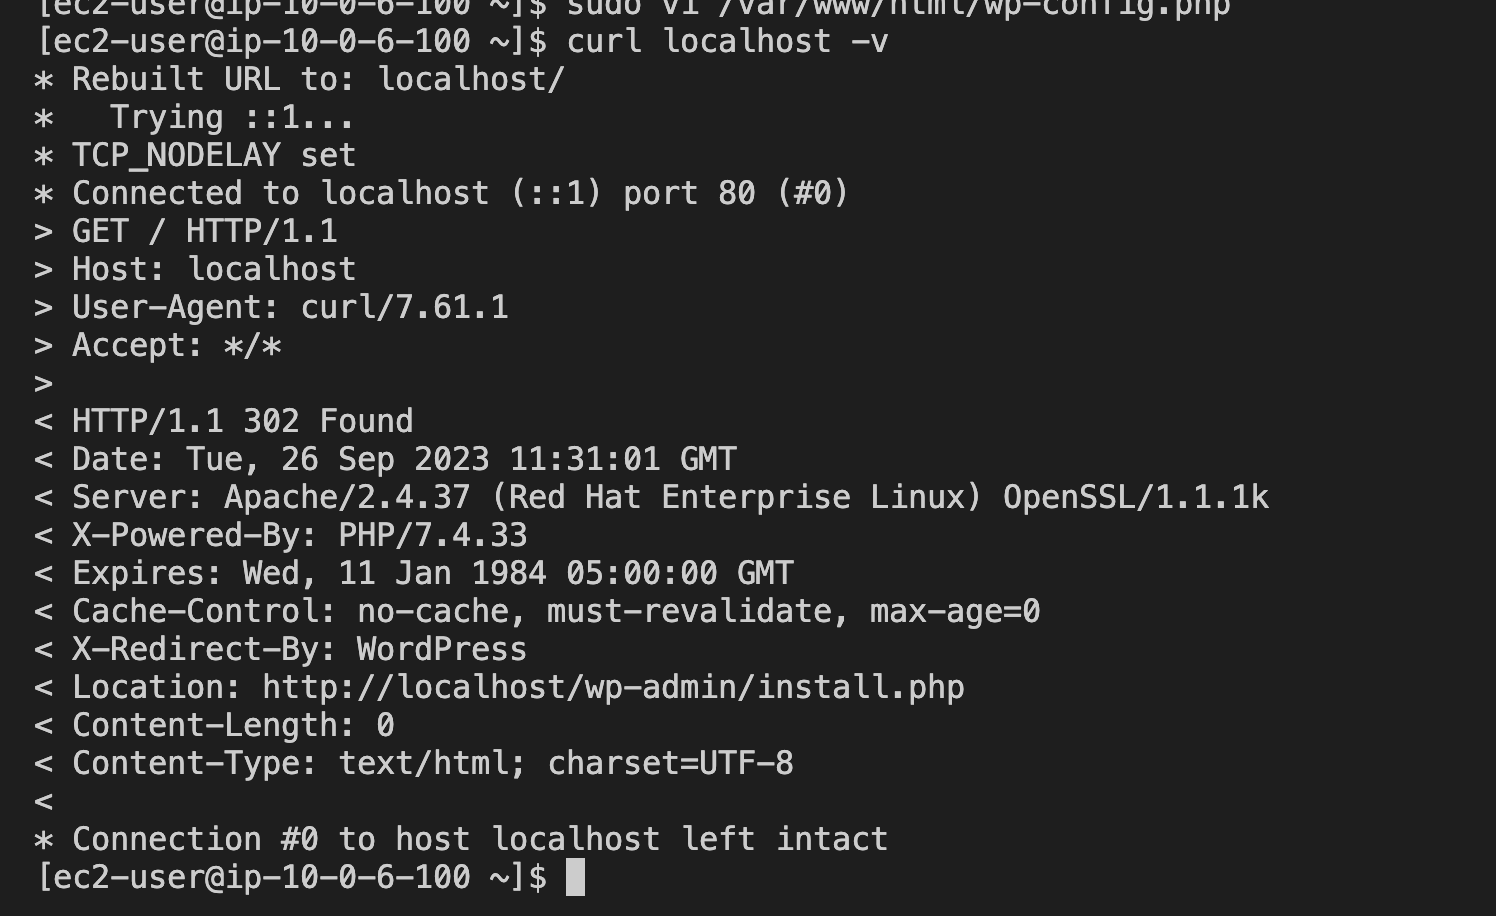 [ec2-user@ip-10-0-6-100 ~]$ sudo vi /var/www/html/wp-config.php
[ec2-user@ip-10-0-6-100 ~]$ curl localhost -v
* Rebuilt URL to: localhost/
*   Trying ::1...
* TCP_NODELAY set
* Connected to localhost (::1) port 80 (#0)
> GET / HTTP/1.1
> Host: localhost
> User-Agent: curl/7.61.1
> Accept: */*
>
< HTTP/1.1 302 Found
< Date: Tue, 26 Sep 2023 11:31:01 GMT
< Server: Apache/2.4.37 (Red Hat Enterprise Linux) OpenSSL/1.1.1k
< X-Powered-By: PHP/7.4.33
< Expires: Wed, 11 Jan 1984 05:00:00 GMT
< Cache-Control: no-cache, must-revalidate, max-age=0
< X-Redirect-By: WordPress
< Location: http://localhost/wp-admin/install.php
< Content-Length: 0
< Content-Type: text/html; charset=UTF-8
<
* Connection #0 to host localhost left intact
[ec2-user@ip-10-0-6-100 ~]$